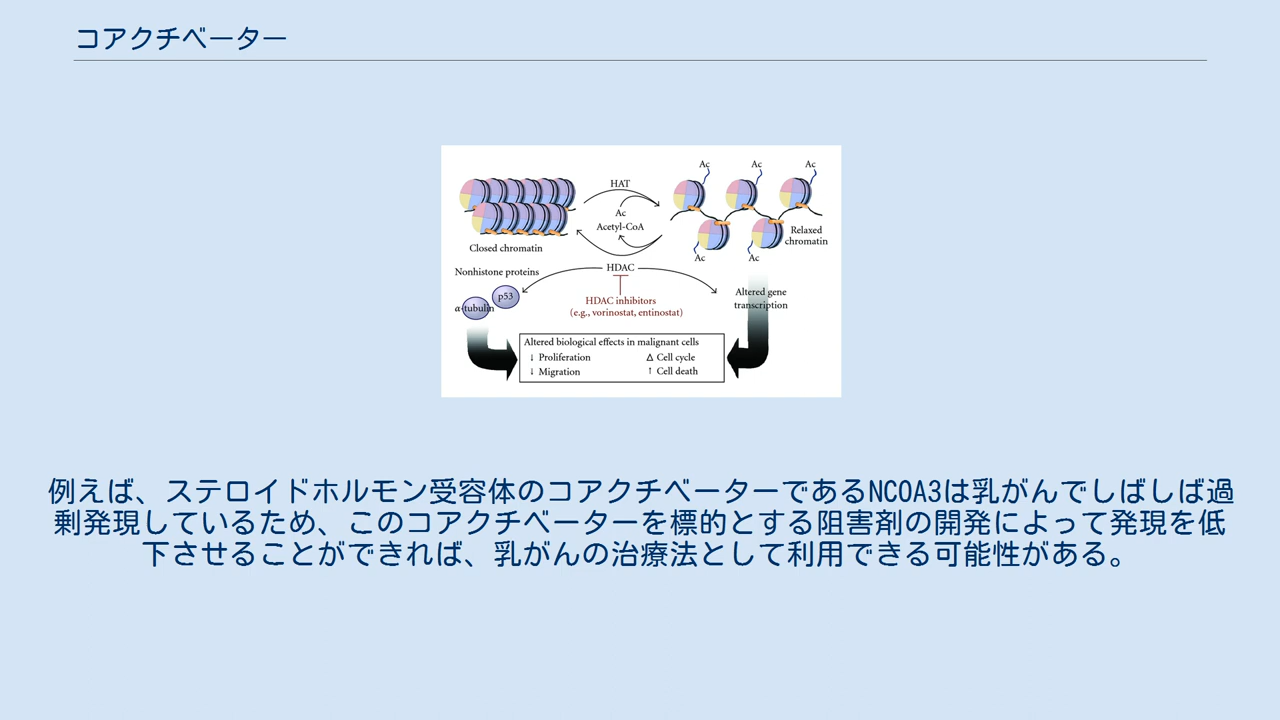 コアクチベーター
Ac Ac Ac
HAT
Ac
Acetyl-CoA
Relaxed
chromatin
Closed chromatin
Ac Ac
HDAC
Nonhistone proteins
p53
α-tubulin
HDAC inhibitors
(e.g., vorinostat, entinostat)
Altered gene
transcription
Altered biological effects in malignant cells
↓ Proliferation Δ Cell cycle
↓ Migration ↑ Cell death
例えば、ステロイドホルモン受容体のコアクチベーターであるNCOA3は乳がんでしばしば過
剰発現しているため、このコアクチベーターを標的とする阻害剤の開発によって発現を低
下させることができれば、乳がんの治療法として利用できる可能性がある。